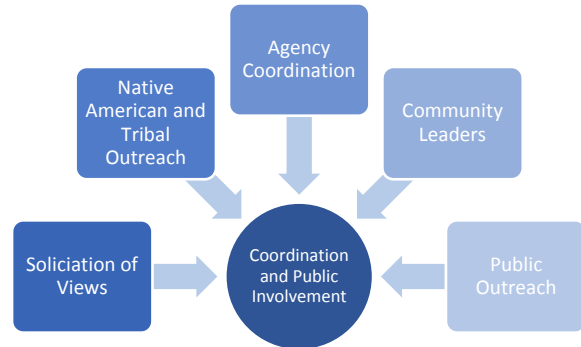 Agency
Coordination
Native
American and
Tribal
Outreach
Community
Leaders
Soliciation of
Views
Coordination
and Public
Involvement
Public
Outreach